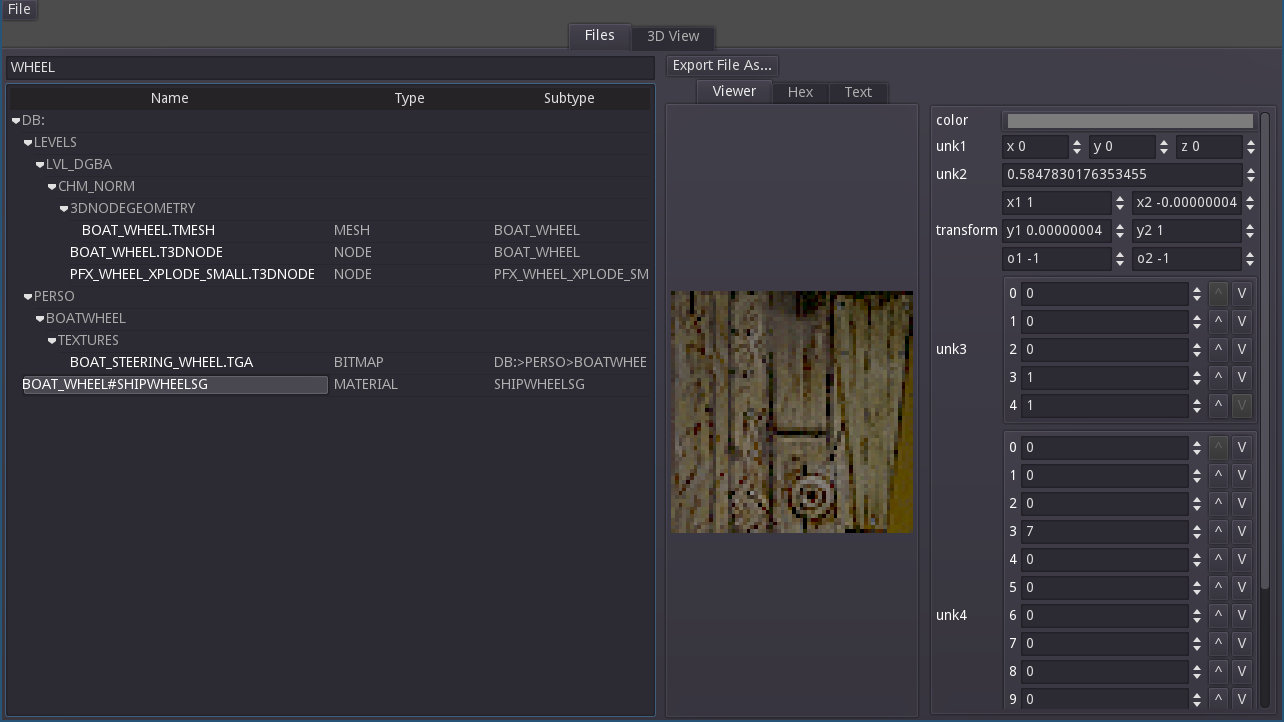 File
Files 3D View
WHEEL
Name Type Subtype
DB:
LEVELS
LVL_DGBA
CHM_NORM
3DNODEGEOMETRY
BOAT_WHEEL.TMESH MESH BOAT_WHEEL
BOAT_WHEEL.T3DNODE NODE BOAT_WHEEL
PFX_WHEEL_XPLODE_SMALL.T3DNODE NODE PFX_WHEEL_XPLODE_SM
PERSO
BOATWHEEL
TEXTURES
BOAT_STEERING_WHEEL.TGA BITMAP DB:>PERSO>BOATWHEE
BOAT_WHEEL#SHIPWHEELSG MATERIAL SHIPWHEELSG
Export File As...
Viewer Hex Text
color
unk1 x 0 y 0 z 0
unk2 0.5847830176353455
x1 1 x2 -0.00000004
transform y1 0.00000004 y2 1
o1 -1 o2 -1
0 0 ^ V
1 0 ^ V
unk3 2 0 ^ V
3 1 ^ V
4 1 ^ V
0 0 ^ V
1 0 ^ V
2 0 ^ V
3 7 ^ V
4 0 ^ V
5 0 ^ V
unk4 6 0 ^ V
7 0 ^ V
8 0 ^ V
9 0 ^ V